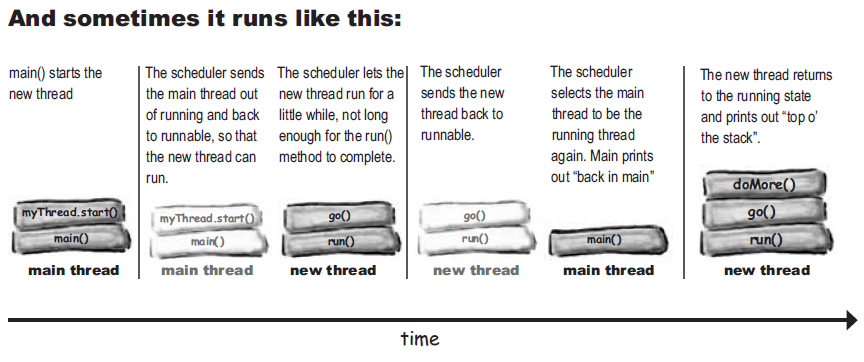 And sometimes it runs like this:
main() starts the
new thread
The scheduler sends
the main thread out
of running and back
to runnable, so that
the new thread can
run.
The scheduler lets the
new thread run for a
little while, not long
enough for the run()
method to complete.
The scheduler
sends the new
thread back to
runnable.
The scheduler
selects the main
thread to be the
running thread
again. Main prints
out “back in main”
The new thread returns
to the running state
and prints out “top o’
the stack”.
myThread.start()
main()
main thread
myThread.start()
main()
main thread
go()
run()
new thread
go()
run()
new thread
main()
main thread
doMore()
go()
run()
new thread
time